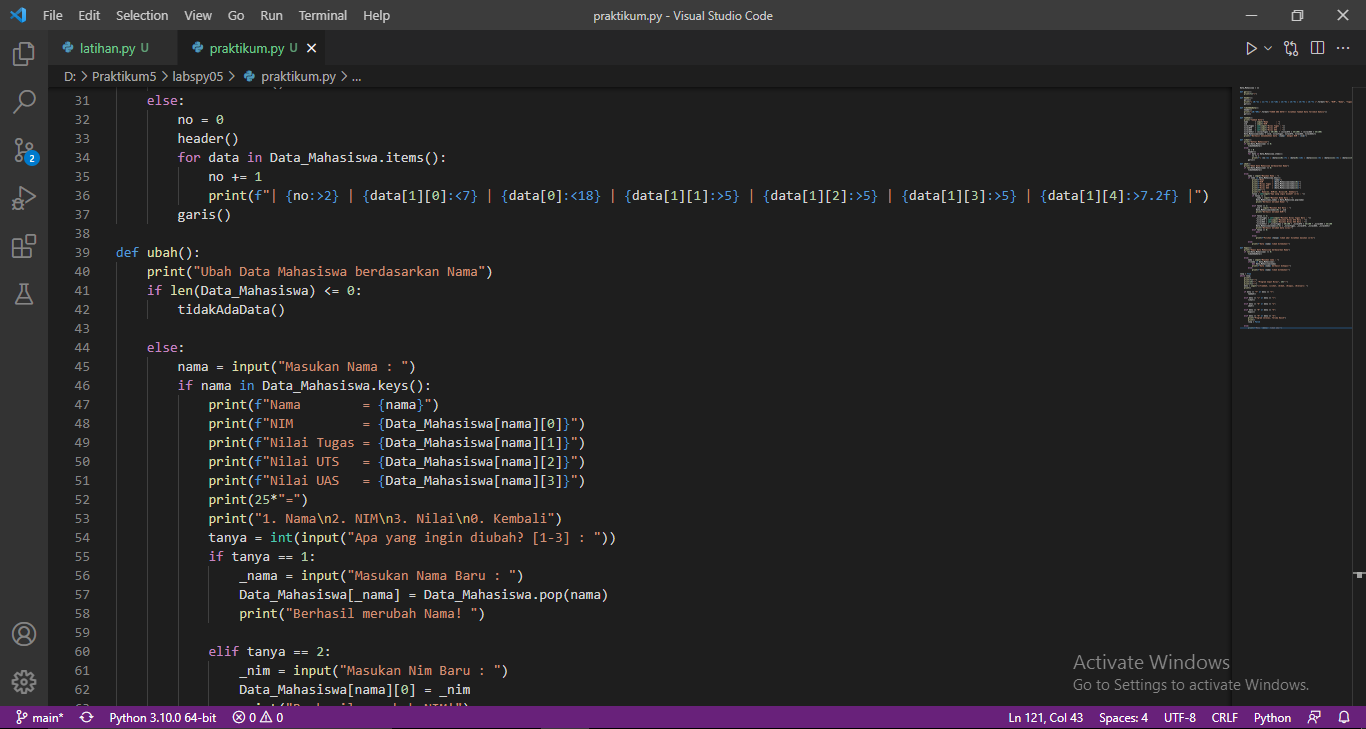 File Edit Selection View Go Run Terminal Help praktikum.py - Visual Studio Code
latihan.py U praktikum.py U
D: > Praktikum5 > labspy05 > praktikum.py > ...
31 else:
32 no = 0
33 header()
34 for data in Data_Mahasiswa.items():
35 no += 1
36 print(f"| {no:>2} | {data[1][0]:<7} | {data[0]:<18} | {data[1][1]:>5} | {data[1][2]:>5} | {data[1][3]:>5} | {data[1][4]:>7.2f} |")
37 garis()
38
39 def ubah():
40 print("Ubah Data Mahasiswa berdasarkan Nama")
41 if len(Data_Mahasiswa) <= 0:
42 tidakAdaData()
43
44 else:
45 nama = input("Masukan Nama : ")
46 if nama in Data_Mahasiswa.keys():
47 print(f"Nama        = {nama}")
48 print(f"NIM         = {Data_Mahasiswa[nama][0]}")
49 print(f"Nilai Tugas = {Data_Mahasiswa[nama][1]}")
50 print(f"Nilai UTS   = {Data_Mahasiswa[nama][2]}")
51 print(f"Nilai UAS   = {Data_Mahasiswa[nama][3]}")
52 print(25*"=")
53 print("1. Nama\n2. NIM\n3. Nilai\n0. Kembali")
54 tanya = int(input("Apa yang ingin diubah? [1-3] : "))
55 if tanya == 1:
56 _nama = input("Masukan Nama Baru : ")
57 Data_Mahasiswa[_nama] = Data_Mahasiswa.pop(nama)
58 print("Berhasil merubah Nama! ")
59
60 elif tanya == 2:
61 _nim = input("Masukan Nim Baru : ")
62 Data_Mahasiswa[nama][0] = _nim
2
Activate Windows
Go to Settings to activate Windows.
main* Python 3.10.0 64-bit 0 0 Ln 121, Col 43 Spaces: 4 UTF-8 CRLF Python